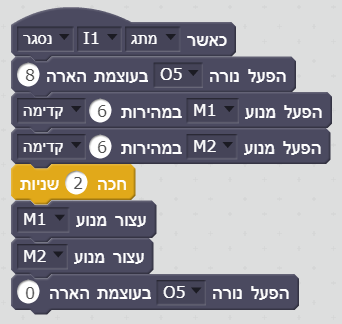 כאשר מתג I1 נסגר
הפעל נורה O5 בעוצמת הארה 8
הפעל מנוע M1 במהירות 6 קדימה
הפעל מנוע M2 במהירות 6 קדימה
חכה 2 שניות
עצור מנוע M1
עצור מנוע M2
הפעל נורה O5 בעוצמת הארה 0